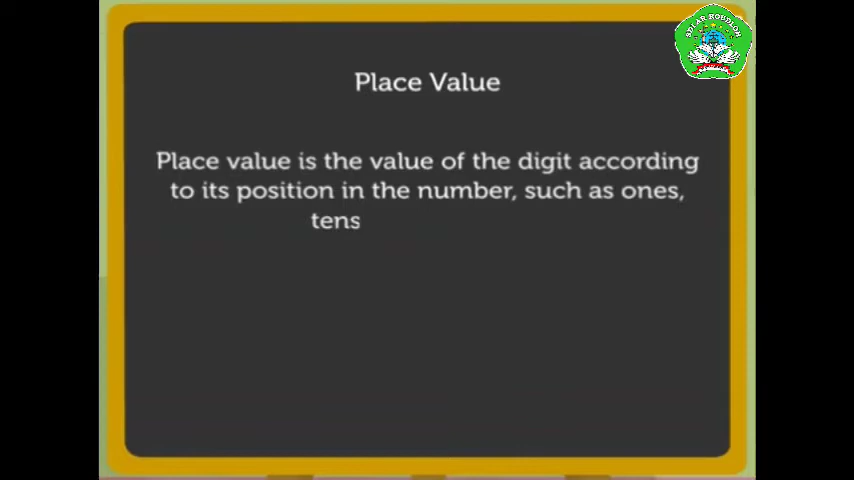 Place Value
Place value is the value of the digit according
to its position in the number, such as ones,
tens